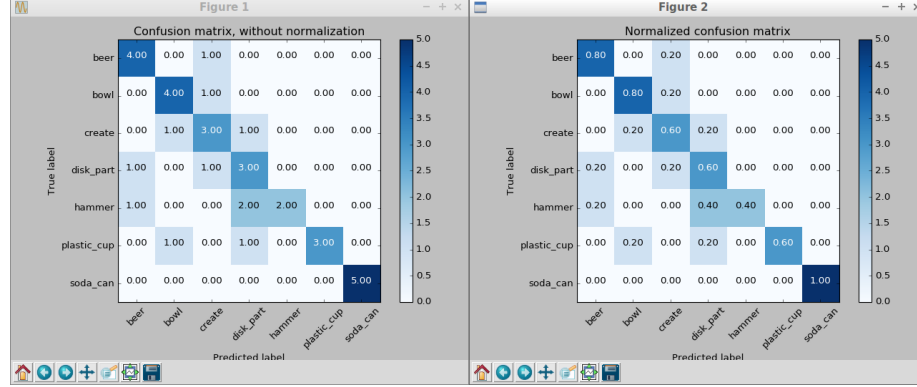 Figure 1
Confusion matrix, without normalization
beer 4.00 0.00 1.00 0.00 0.00 0.00 0.00
bowl 0.00 4.00 1.00 0.00 0.00 0.00 0.00
create 0.00 1.00 3.00 1.00 0.00 0.00 0.00
disk_part 1.00 0.00 1.00 3.00 0.00 0.00 0.00
hammer 1.00 0.00 0.00 2.00 2.00 0.00 0.00
plastic_cup 0.00 1.00 0.00 1.00 0.00 3.00 0.00
soda_can 0.00 0.00 0.00 0.00 0.00 0.00 5.00
True label
beer bowl create disk_part hammer plastic_cup soda_can
Predicted label
5.0
4.5
4.0
3.5
3.0
2.5
2.0
1.5
1.0
0.5
0.0
Figure 2
Normalized confusion matrix
beer 0.80 0.00 0.20 0.00 0.00 0.00 0.00
bowl 0.00 0.80 0.20 0.00 0.00 0.00 0.00
create 0.00 0.20 0.60 0.20 0.00 0.00 0.00
disk_part 0.20 0.00 0.20 0.60 0.00 0.00 0.00
hammer 0.20 0.00 0.00 0.40 0.40 0.00 0.00
plastic_cup 0.00 0.20 0.00 0.20 0.00 0.60 0.00
soda_can 0.00 0.00 0.00 0.00 0.00 0.00 1.00
True label
beer bowl create disk_part hammer plastic_cup soda_can
Predicted label
5.0
4.5
4.0
3.5
3.0
2.5
2.0
1.5
1.0
0.5
0.0